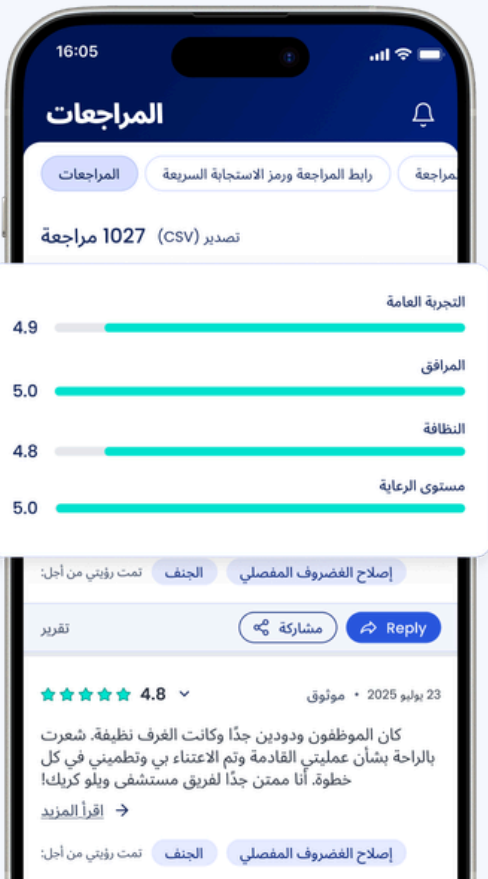 16:05
المراجعات
المراجعات
رابط المراجعة ورمز الاستجابة السريعة
مراجعة
1027 مراجعة
تصدير (CSV)
التجربة العامة
4.9
المرافق
5.0
النظافة
4.8
مستوى الرعاية
5.0
تمت رؤيتي من أجل:
الجنف
إصلاح الغضروف المفصلي
تقرير
مشاركة
Reply
4.8
23 يوليو 2025 • موثوق
كان الموظفون ودودين جدًا وكانت الغرف نظيفة. شعرت
بالراحة بشأن عمليتي القادمة وتم الاعتناء بي وتطميني في كل
خطوة. أنا ممتن جدًا لفريق مستشفى ويلو كريك!
اقرأ المزيد
تمت رؤيتي من أجل:
الجنف
إصلاح الغضروف المفصلي